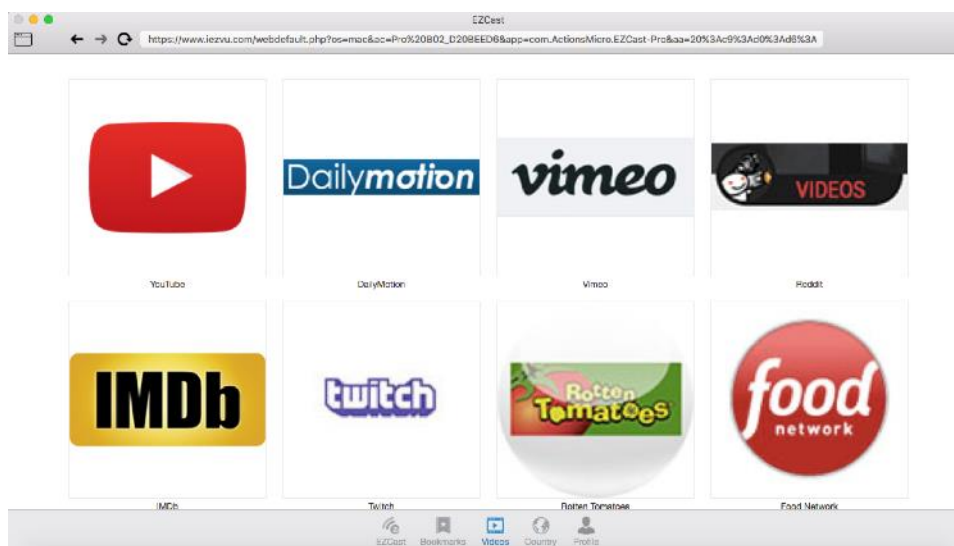 EZCast
https://www.iezvu.com/webdefault.php?os=mac&ac=Pro%20B02_D20BEED6&app=com.ActionsMicro.EZCast-Pro&aa=20%3Ac9%3Ad0%3Ad6%3A
Dailymotion
vimeo
VIDEOS
YouTube
DailyMotion
Vimeo
Reddit
IMDb
twitch
Rotten
Tomatoes
food
network
IMDb
Twitch
Rotten Tomatoes
Food Network
EZCast
Bookmarks
Videos
Country
Profile